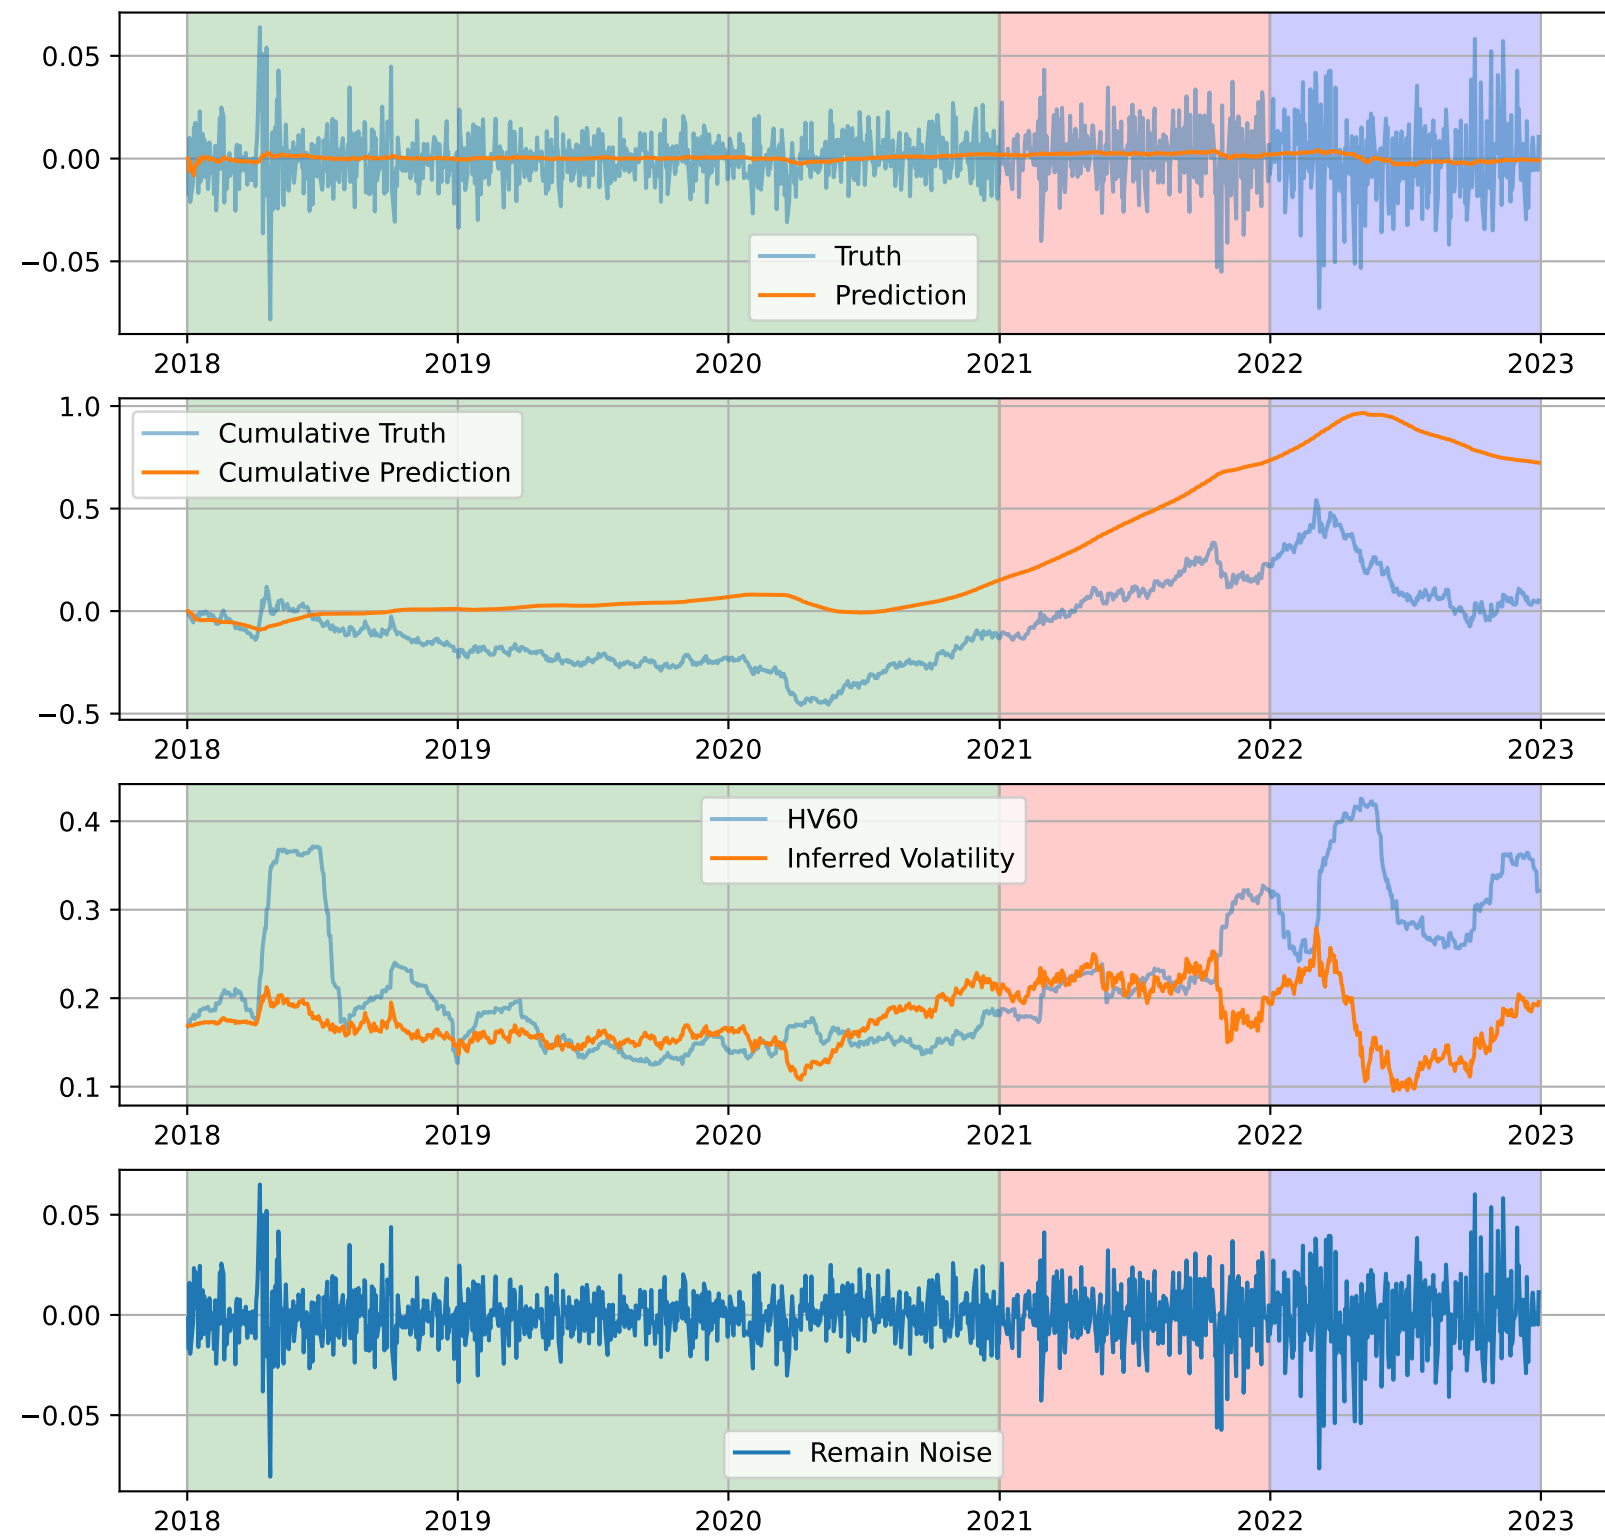 0.05
0.00
−0.05
Truth
Prediction
2018 2019 2020 2021 2022 2023
1.0
0.5
0.0
−0.5
Cumulative Truth
Cumulative Prediction
2018 2019 2020 2021 2022 2023
0.4
0.3
0.2
0.1
HV60
Inferred Volatility
2018 2019 2020 2021 2022 2023
0.05
0.00
−0.05
Remain Noise
2018 2019 2020 2021 2022 2023